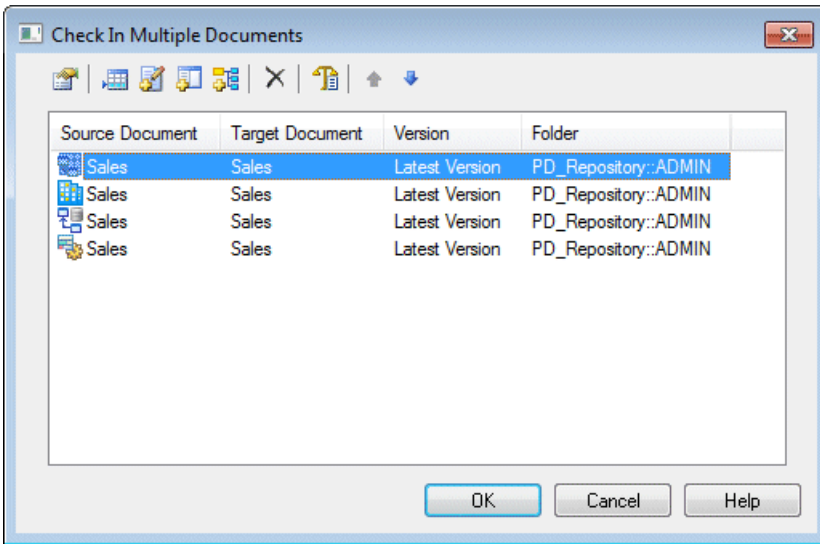 Check In Multiple Documents
Source Document Target Document Version Folder
Sales Sales Latest Version PD_Repository::ADMIN
Sales Sales Latest Version PD_Repository::ADMIN
Sales Sales Latest Version PD_Repository::ADMIN
Sales Sales Latest Version PD_Repository::ADMIN
OK Cancel Help